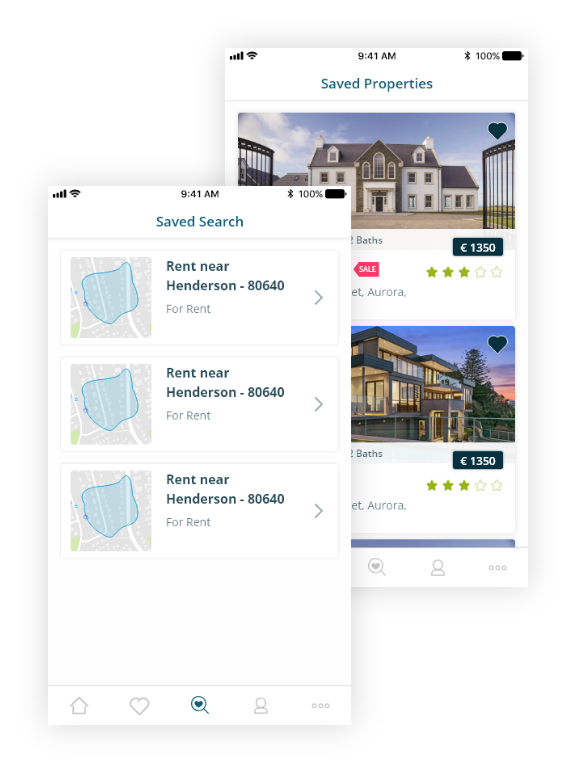 9:41 AM
100%
Saved Properties
2 Baths
€ 1350
SALE
et, Aurora,
2 Baths
€ 1350
et, Aurora,
9:41 AM
100%
Saved Search
Rent near
Henderson - 80640
For Rent
Rent near
Henderson - 80640
For Rent
Rent near
Henderson - 80640
For Rent